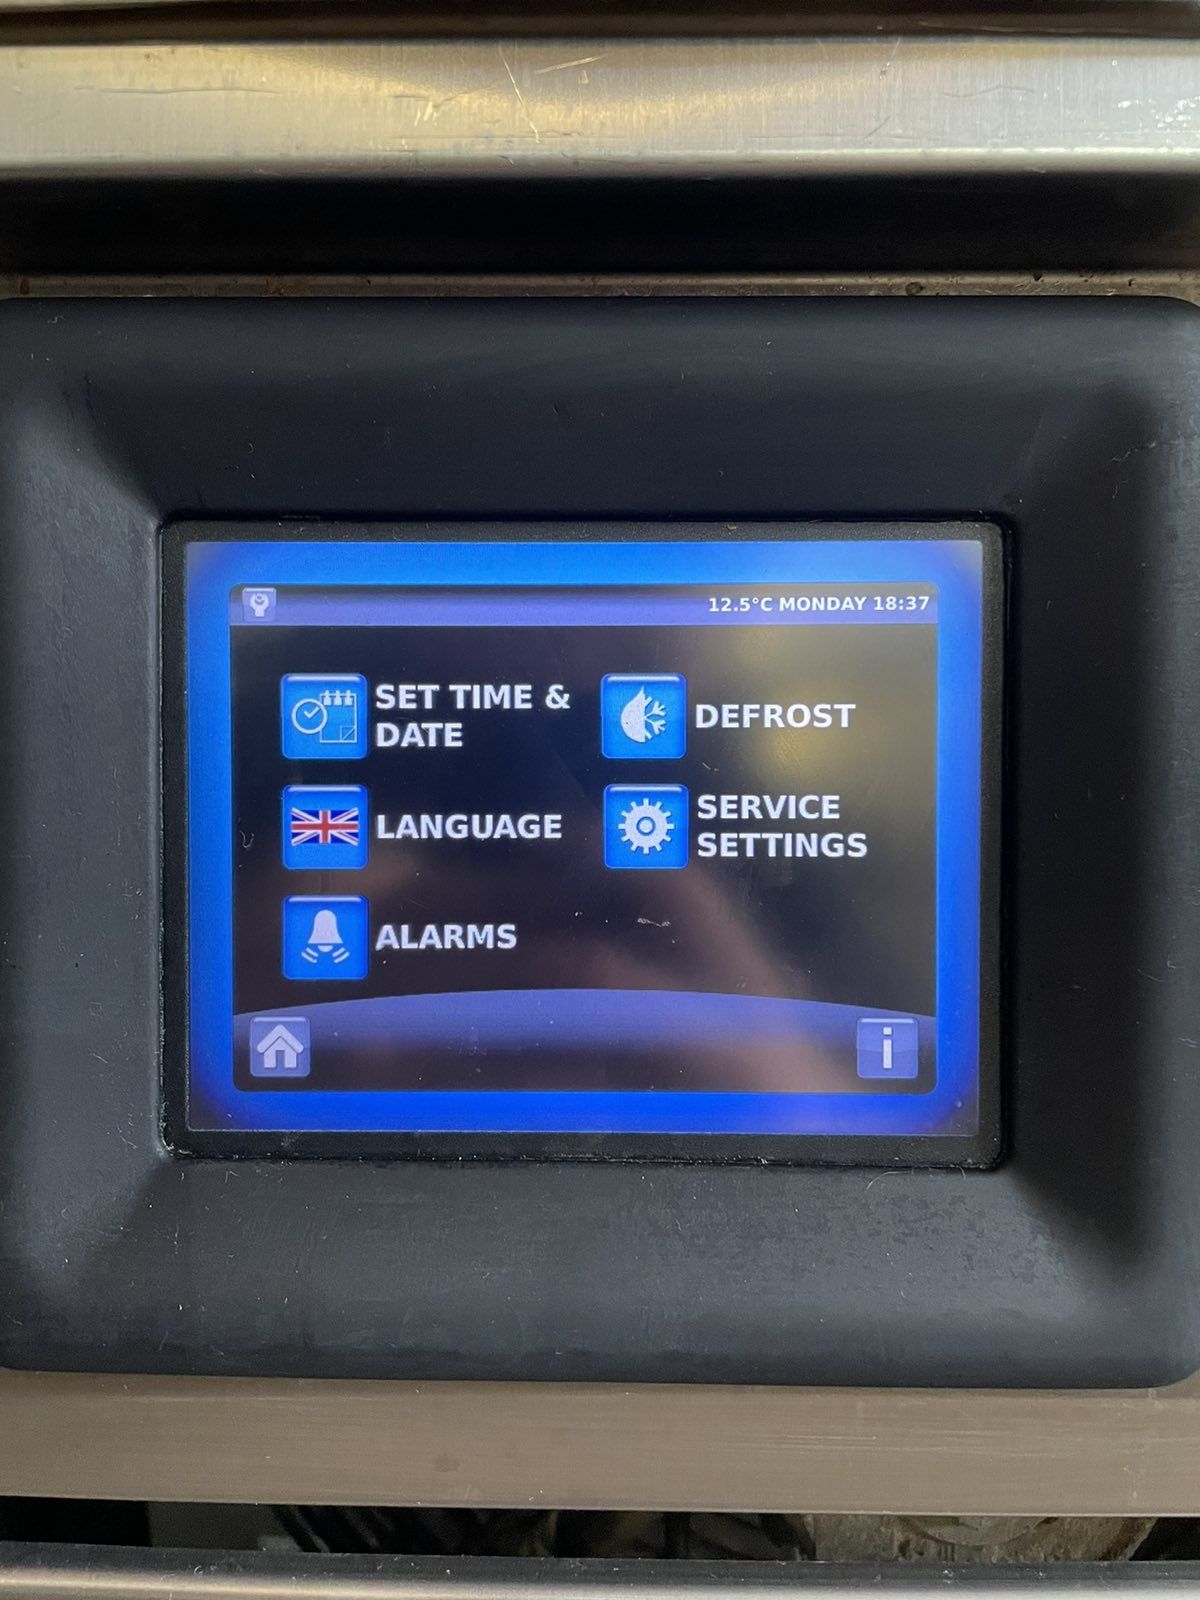 12.5°C MONDAY 18:37
SET TIME &
DATE
DEFROST
LANGUAGE
SERVICE
SETTINGS
ALARMS
i